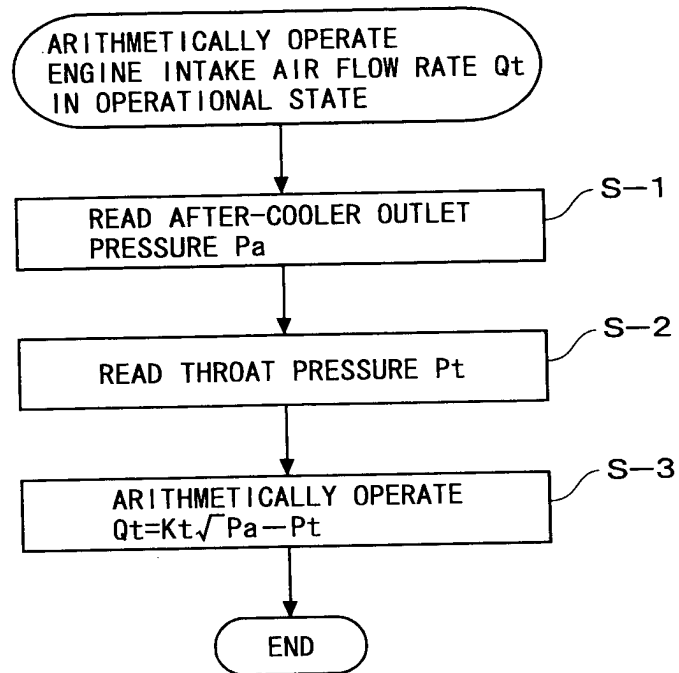 ARITHMETICALLY OPERATE
ENGINE INTAKE AIR FLOW RATE Qt
IN OPERATIONAL STATE
S-1
READ AFTER-COOLER OUTLET
PRESSURE Pa
S-2
READ THROAT PRESSURE Pt
S-3
ARITHMETICALLY OPERATE
Qt=Kt√Pa-Pt
END